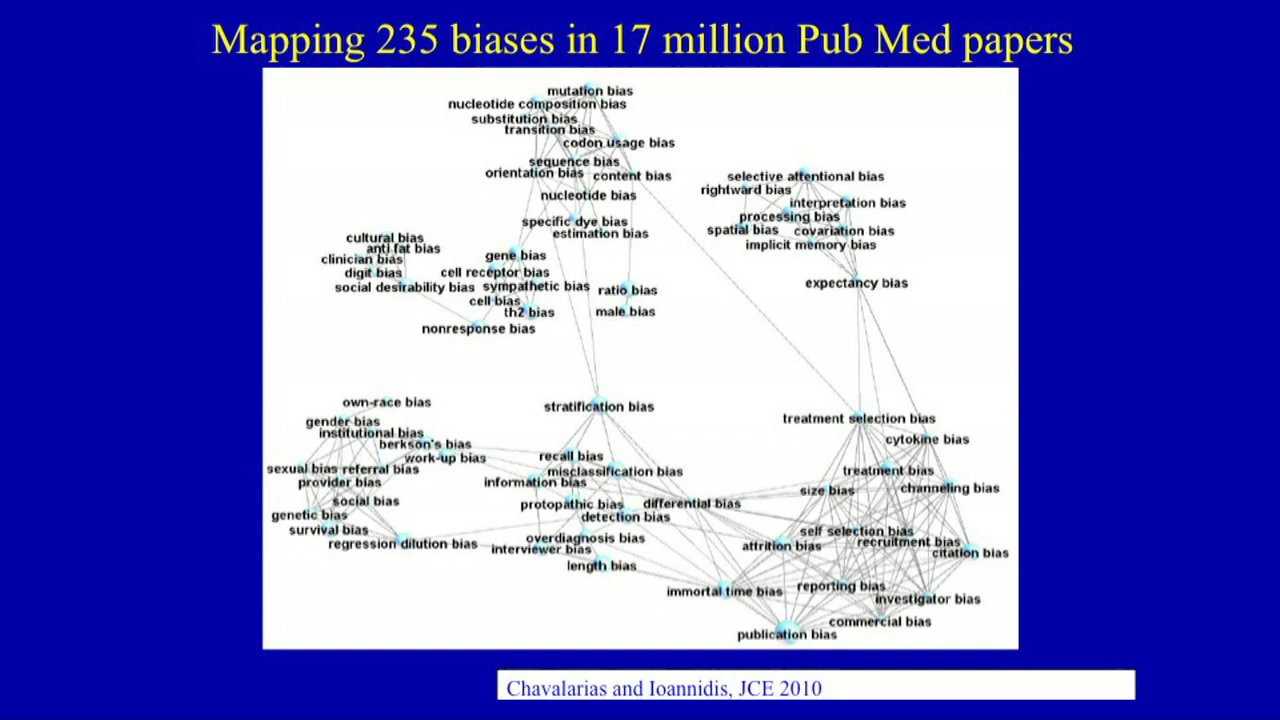 Mapping 235 biases in 17 million Pub Med papers
mutation bias
nucleotide composition bias
substitution bias
transition bias
codon usage bias
sequence bias
orientation bias
content bias
nucleotide bias
specific dye bias
estimation bias
selective attentional bias
rightward bias
interpretation bias
processing bias
spatial bias
covariation bias
implicit memory bias
expectancy bias
cultural bias
anti fat bias
clinician bias
digit bias
social desirability bias
gene bias
cell receptor bias
sympathetic bias
cell bias
th2 bias
nonresponse bias
ratio bias
male bias
own-race bias
gender bias
institutional bias
berkson's bias
work-up bias
sexual bias
referral bias
provider bias
social bias
genetic bias
survival bias
regression dilution bias
stratification bias
recall bias
misclassification bias
information bias
protopathic bias
differential bias
detection bias
overdiagnosis bias
interviewer bias
length bias
treatment selection bias
cytokine bias
treatment bias
size bias
channeling bias
self selection bias
recruitment bias
attrition bias
citation bias
immortal time bias
reporting bias
investigator bias
commercial bias
publication bias
Chavalarias and Ioannidis, JCE 2010